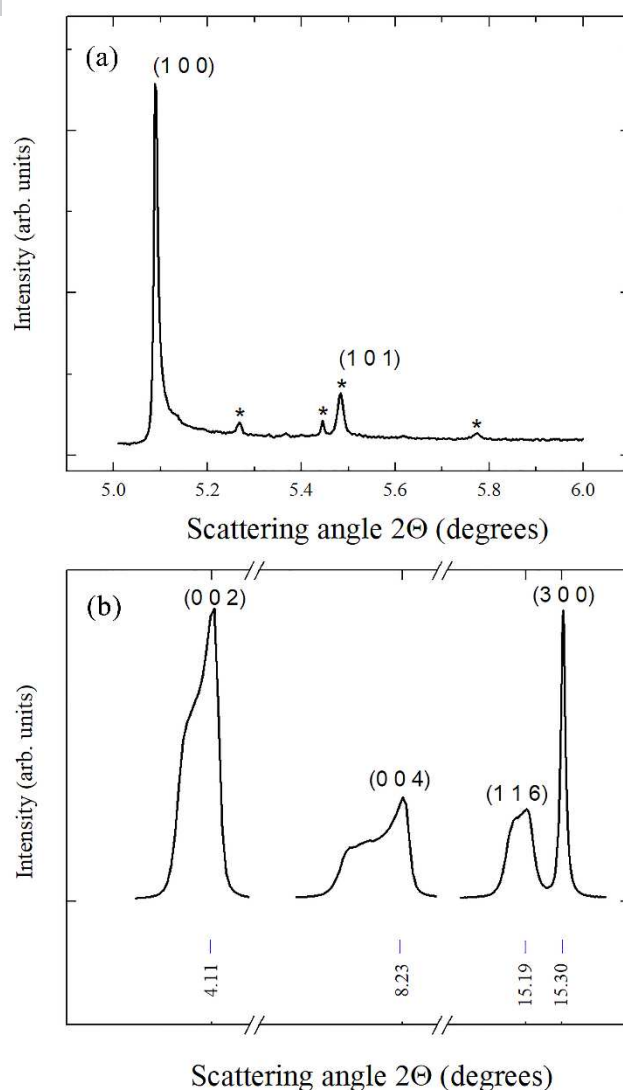 (a)
(1 0 0)
Intensity (arb. units)
*
*
(1 0 1)
*
*
5.0 5.2 5.4 5.6 5.8 6.0
Scattering angle 2Θ (degrees)
(b)
(0 0 2)
(3 0 0)
(0 0 4)
(1 1 6)
Intensity (arb. units)
4.11
8.23
15.19
15.30
Scattering angle 2Θ (degrees)